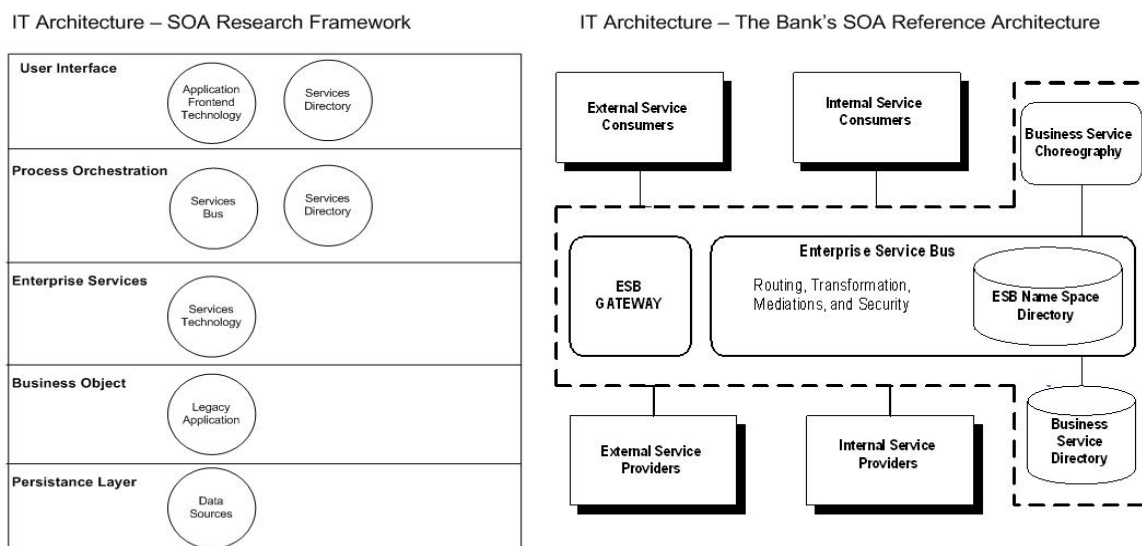 IT Architecture – SOA Research Framework
User Interface
Application
Frontend
Technology
Services
Directory
Process Orchestration
Services
Bus
Services
Directory
Enterprise Services
Services
Technology
Business Object
Legacy
Application
Persistance Layer
Data
Sources
IT Architecture – The Bank's SOA Reference Architecture
External Service
Consumers
Internal Service
Consumers
Business Service
Choreography
ESB
GATEWAY
Enterprise Service Bus
Routing, Transformation,
Mediations, and Security
ESB Name Space
Directory
External Service
Providers
Internal Service
Providers
Business
Service
Directory